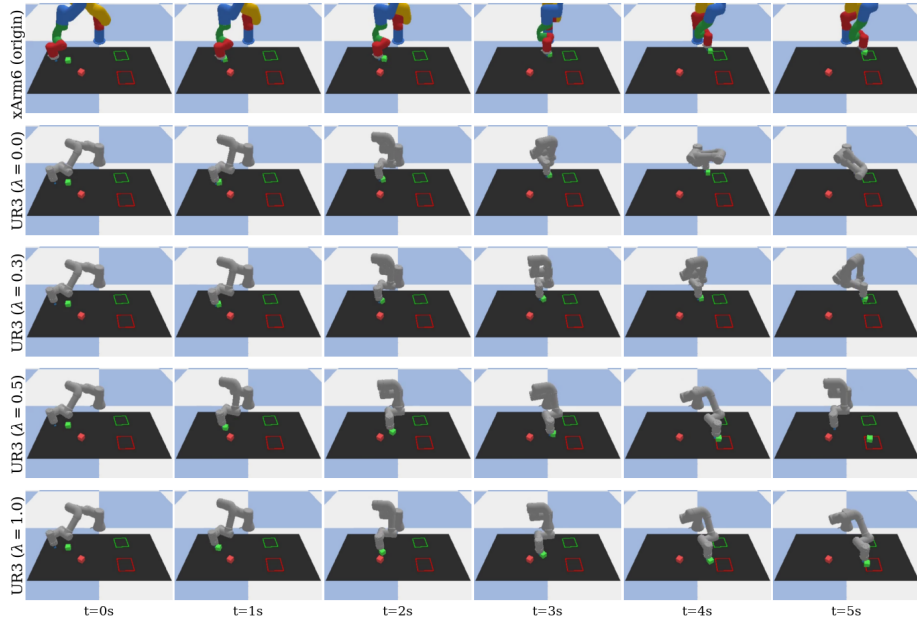 xArm6 (origin)
UR3 (λ = 0.0)
UR3 (λ = 0.3)
UR3 (λ = 0.5)
UR3 (λ = 1.0)
t=0s
t=1s
t=2s
t=3s
t=4s
t=5s